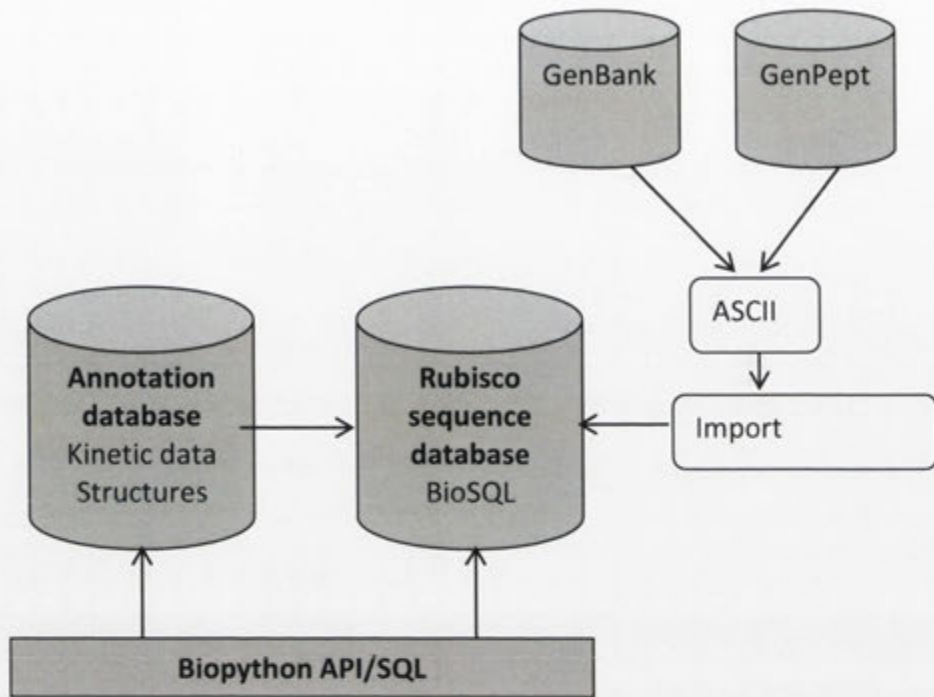 GenBank
GenPept
ASCII
Annotation
database
Kinetic data
Structures
Rubisco
sequence
database
BioSQL
Import
Biopython API/SQL